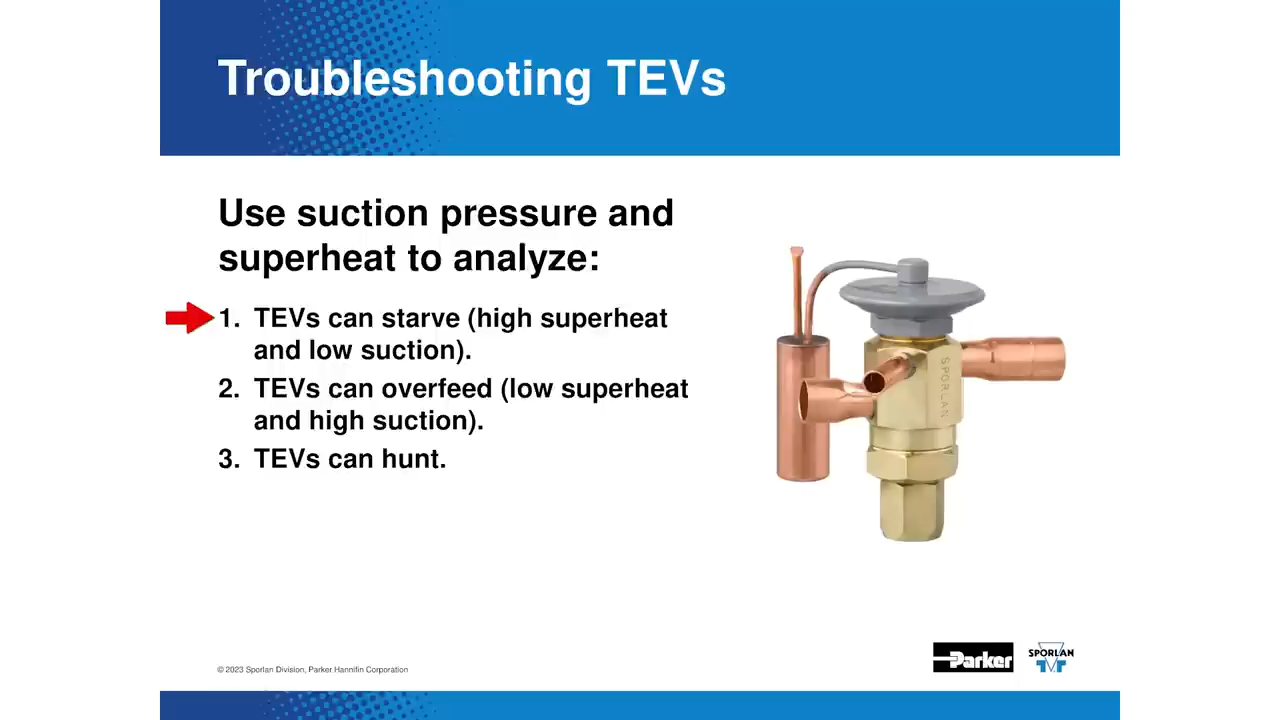 Troubleshooting TEVs
Use suction pressure and
superheat to analyze:
1. TEVs can starve (high superheat
and low suction).
2. TEVs can overfeed (low superheat
and high suction).
3. TEVs can hunt.
SPORLAN
© 2023 Sporlan Division, Parker Hannifin Corporation
Parker
SPORLAN